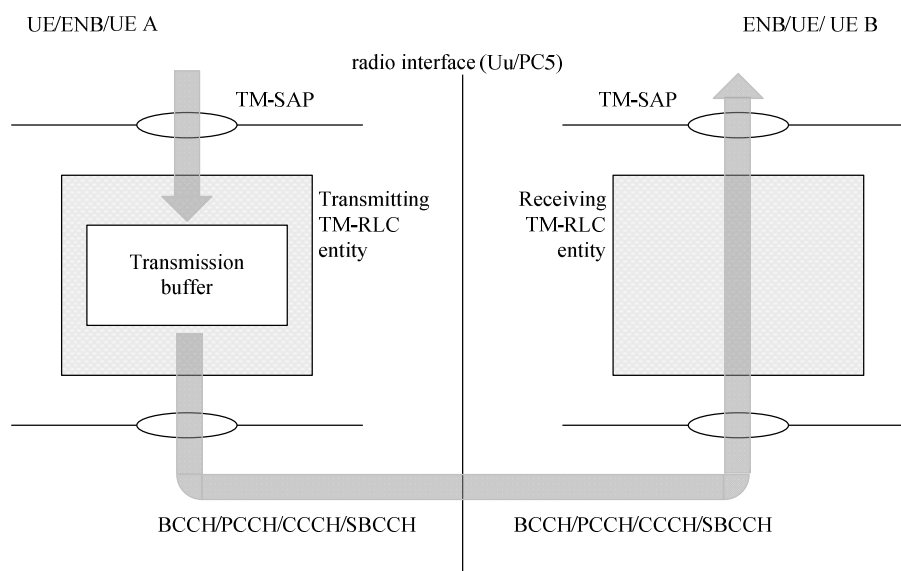 UE/ENB/UE A
ENB/UE/ UE B
radio interface (Uu/PC5)
TM-SAP
TM-SAP
Transmitting
TM-RLC
entity
Receiving
TM-RLC
entity
Transmission
buffer
BCCH/PCCH/CCCH/SBCCH
BCCH/PCCH/CCCH/SBCCH